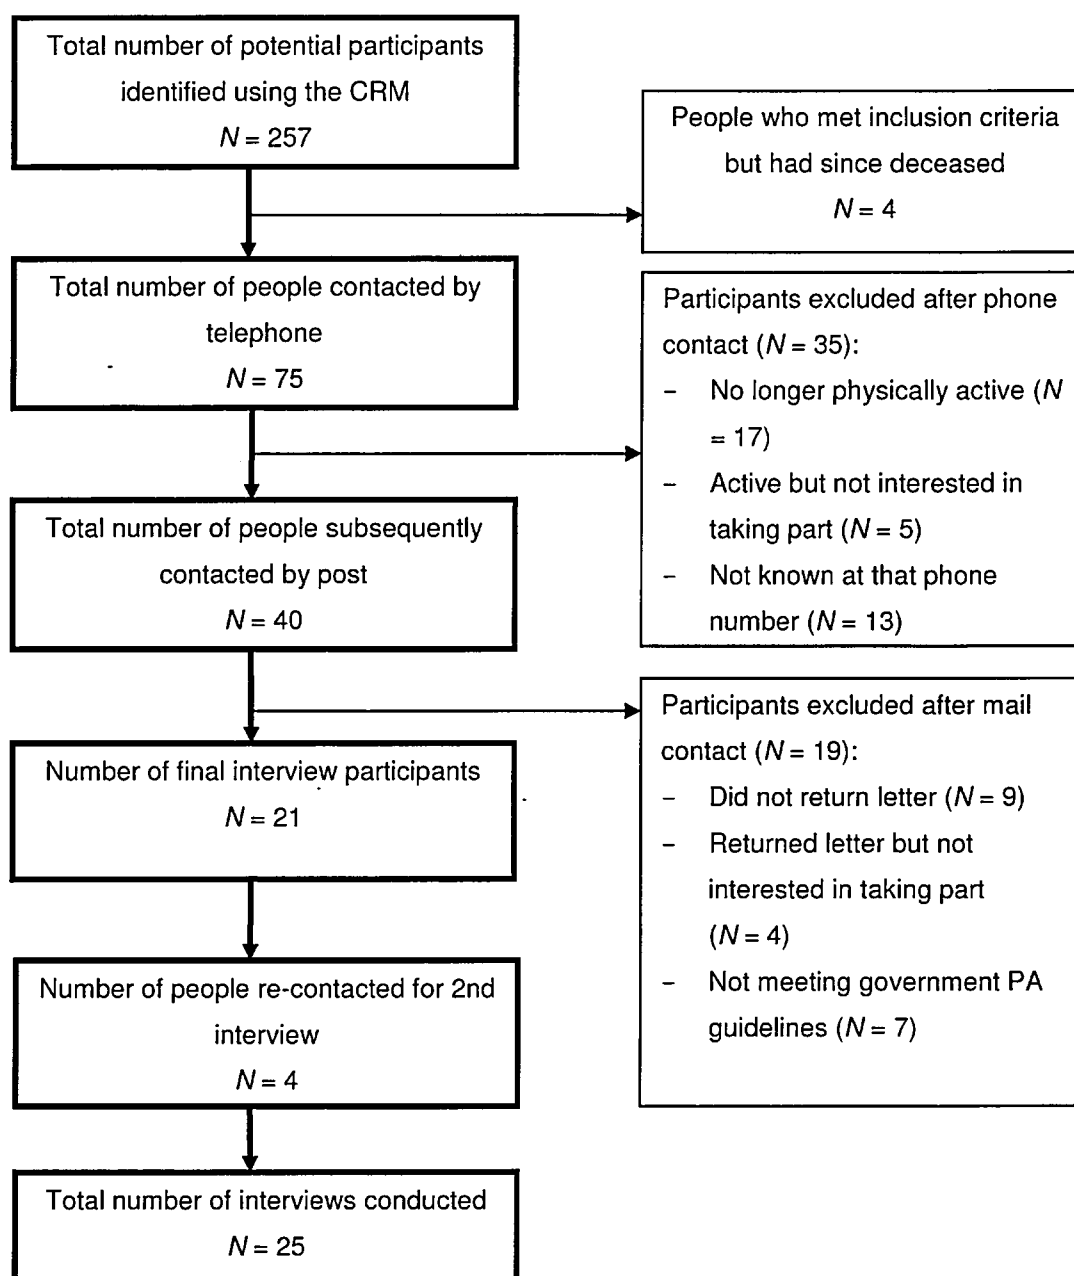 Total number of potential participants
identified using the CRM
N = 257
People who met inclusion criteria
but had since deceased
N = 4
Total number of people contacted by
telephone
N = 75
Participants excluded after phone
contact (N = 35):
– No longer physically active (N
= 17)
– Active but not interested in
taking part (N = 5)
– Not known at that phone
number (N = 13)
Total number of people subsequently
contacted by post
N = 40
Participants excluded after mail
contact (N = 19):
– Did not return letter (N = 9)
– Returned letter but not
interested in taking part
(N = 4)
– Not meeting government PA
guidelines (N = 7)
Number of final interview participants
N = 21
Number of people re-contacted for 2nd
interview
N = 4
Total number of interviews conducted
N = 25